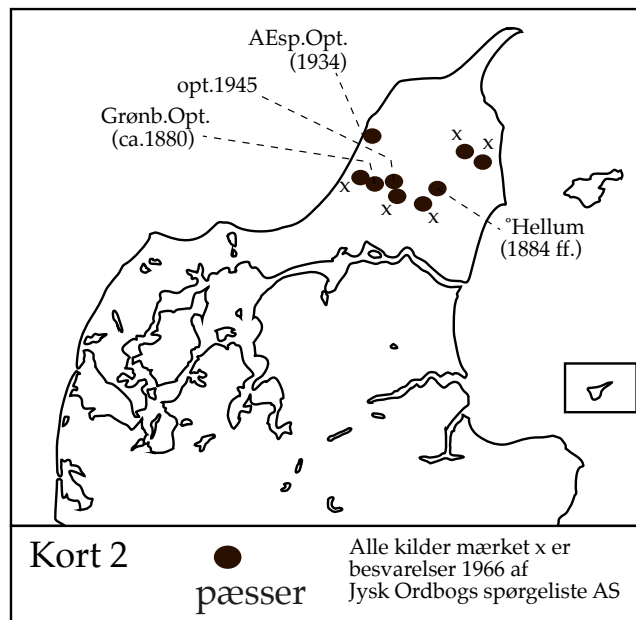 AEsp.Opt.
(1934)
opt.1945
Grønb.Opt.
(ca.1880)
x
x
x
x
x
°Hellum
(1884 ff.)
Kort 2
pæsser
Alle kilder mærket x er
besvarelser 1966 af
Jysk Ordbogs spørgeliste AS